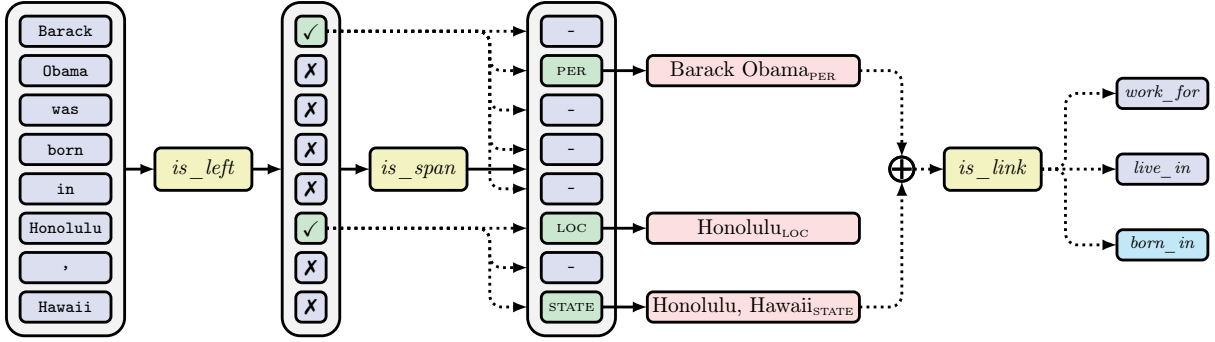 Barack
Obama
was
born
in
Honolulu
,
Hawaii
is_left
✓
✗
✗
✗
✗
✓
✗
✗
is_span
-
PER
-
-
-
LOC
-
STATE
Barack Obama PER
Honolulu LOC
Honolulu, Hawaii STATE
is_link
work_for
live_in
born_in